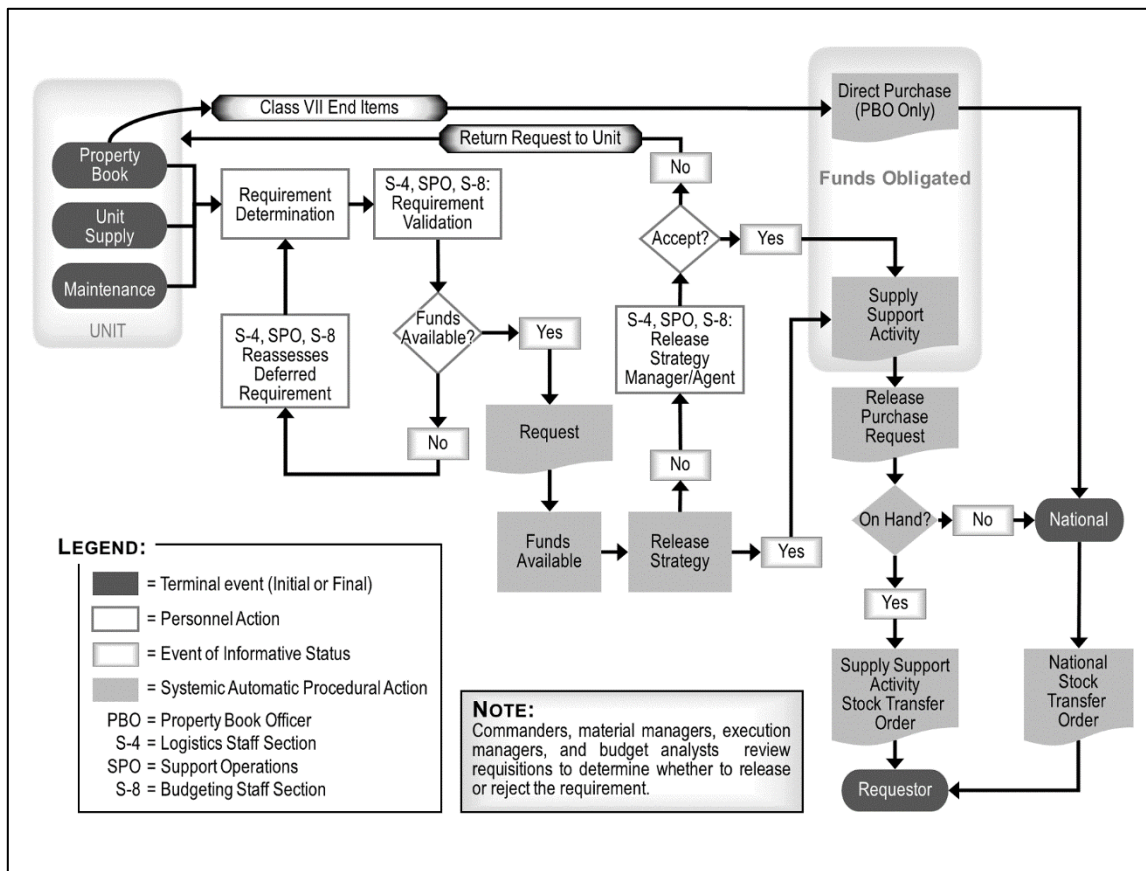 Class VII End Items
Direct Purchase
(PBO Only)
Return Request to Unit
Property
Book
No
Funds Obligated
Requirement
Determination
S-4, SPO, S-8:
Requirement
Validation
Unit
Supply
Accept?
Yes
Maintenance
UNIT
Supply
Support
Activity
S-4, SPO, S-8
Reassesses
Deferred
Requirement
Funds
Available?
Yes
S-4, SPO, S-8:
Release
Strategy
Manager/Agent
Release
Purchase
Request
No
Request
No
On Hand?
No
National
Funds
Available
Release
Strategy
Yes
Yes
LEGEND:
= Terminal event (Initial or Final)
= Personnel Action
= Event of Informative Status
= Systemic Automatic Procedural Action
PBO = Property Book Officer
S-4 = Logistics Staff Section
SPO = Support Operations
S-8 = Budgeting Staff Section
NOTE:
Commanders, material managers, execution
managers, and budget analysts review
requisitions to determine whether to release
or reject the requirement.
Supply Support
Activity
Stock Transfer
Order
National
Stock
Transfer
Order
Requestor